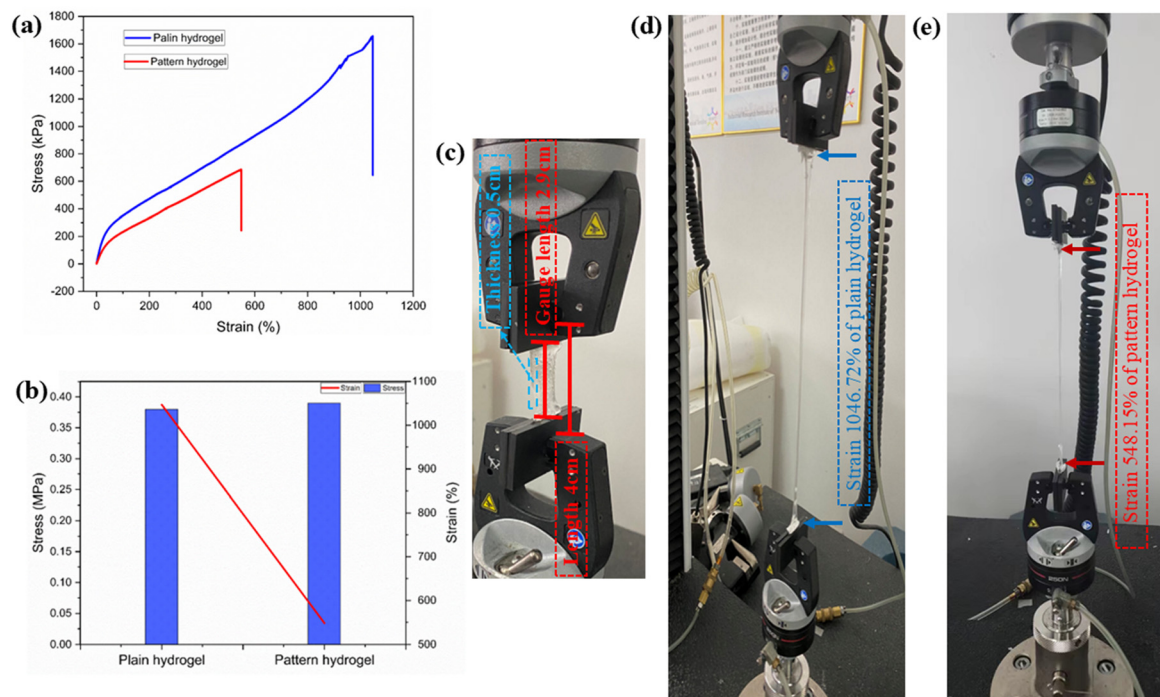 (a)
1800
1600
1400
1200
1000
800
600
400
200
0
-200
Stress (kPa)
Palin hydrogel
Pattern hydrogel
0
200
400
600
800
1000
1200
Strain (%)
(b)
0.40
0.35
0.30
0.25
0.20
0.15
0.10
0.05
0.00
Stress (MPa)
Strain
Stress
1100
1000
900
800
700
600
500
Strain (%)
Plain hydrogel
Pattern hydrogel
(c)
Thickness 0.5cm
Gauge length 2.9cm
Length 4cm
(d)
Strain 1046.72% of plain hydrogel
(e)
Strain 548.15% of pattern hydrogel
250N